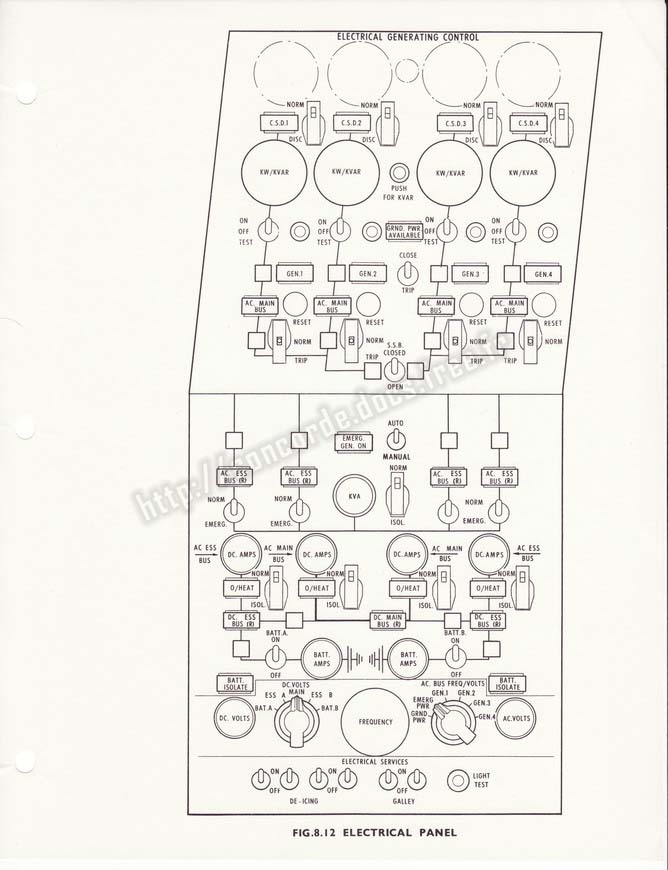 ELECTRICAL GENERATING CONTROL
NORM NORM NORM NORM
C.S.D.1 C.S.D.2 C.S.D.3 C.S.D.4
DISC DISC DISC DISC
KW/KVAR KW/KVAR KW/KVAR KW/KVAR
PUSH
FOR KVAR
ON ON ON ON
OFF OFF OFF OFF
TEST TEST TEST TEST
GRND. PWR.
AVAILABLE
CLOSE
GEN.1 GEN.2 GEN.3 GEN.4
TRIP
AC. MAIN
BUS
AC. MAIN
BUS
AC. MAIN
BUS
AC. MAIN
BUS
RESET RESET RESET RESET
NORM NORM NORM NORM
S.S.B.
CLOSED
TRIP TRIP TRIP TRIP
OPEN
EMERG.
GEN. ON
AUTO
MANUAL
AC. ESS
BUS (R)
AC. ESS
BUS (R)
AC. ESS
BUS (R)
AC. ESS
BUS (R)
NORM
ISOL.
KVA
NORM NORM NORM
EMERG. EMERG. EMERG.
AC ESS
BUS
DC. AMPS
AC MAIN
BUS
DC. AMPS
DC. AMPS
AC MAIN
BUS
DC. AMPS
AC ESS
BUS
NORM NORM NORM NORM
O/HEAT O/HEAT O/HEAT O/HEAT
ISOL. ISOL. ISOL. ISOL.
DC. ESS
BUS (R)
DC. MAIN
BUS (R)
DC. ESS
BUS (R)
BATT.A.
ON
OFF
BATT.
AMPS
BATT.
AMPS
BATT.B.
ON
OFF
BATT.
ISOLATE
BATT.
ISOLATE
DC.VOLTS
MAIN
ESS A ESS B
BAT.A BAT.B
DC. VOLTS
FREQUENCY
AC. BUS FREQ/VOLTS
GEN.1 GEN.2
GEN.3
GEN.4
EMERG
PWR
GRND.
PWR
AC.VOLTS
ELECTRICAL SERVICES
ON ON ON
OFF OFF OFF
DE-ICING GALLEY
LIGHT
TEST
FIG.8.12 ELECTRICAL PANEL
http://concorde.docs.free.fr